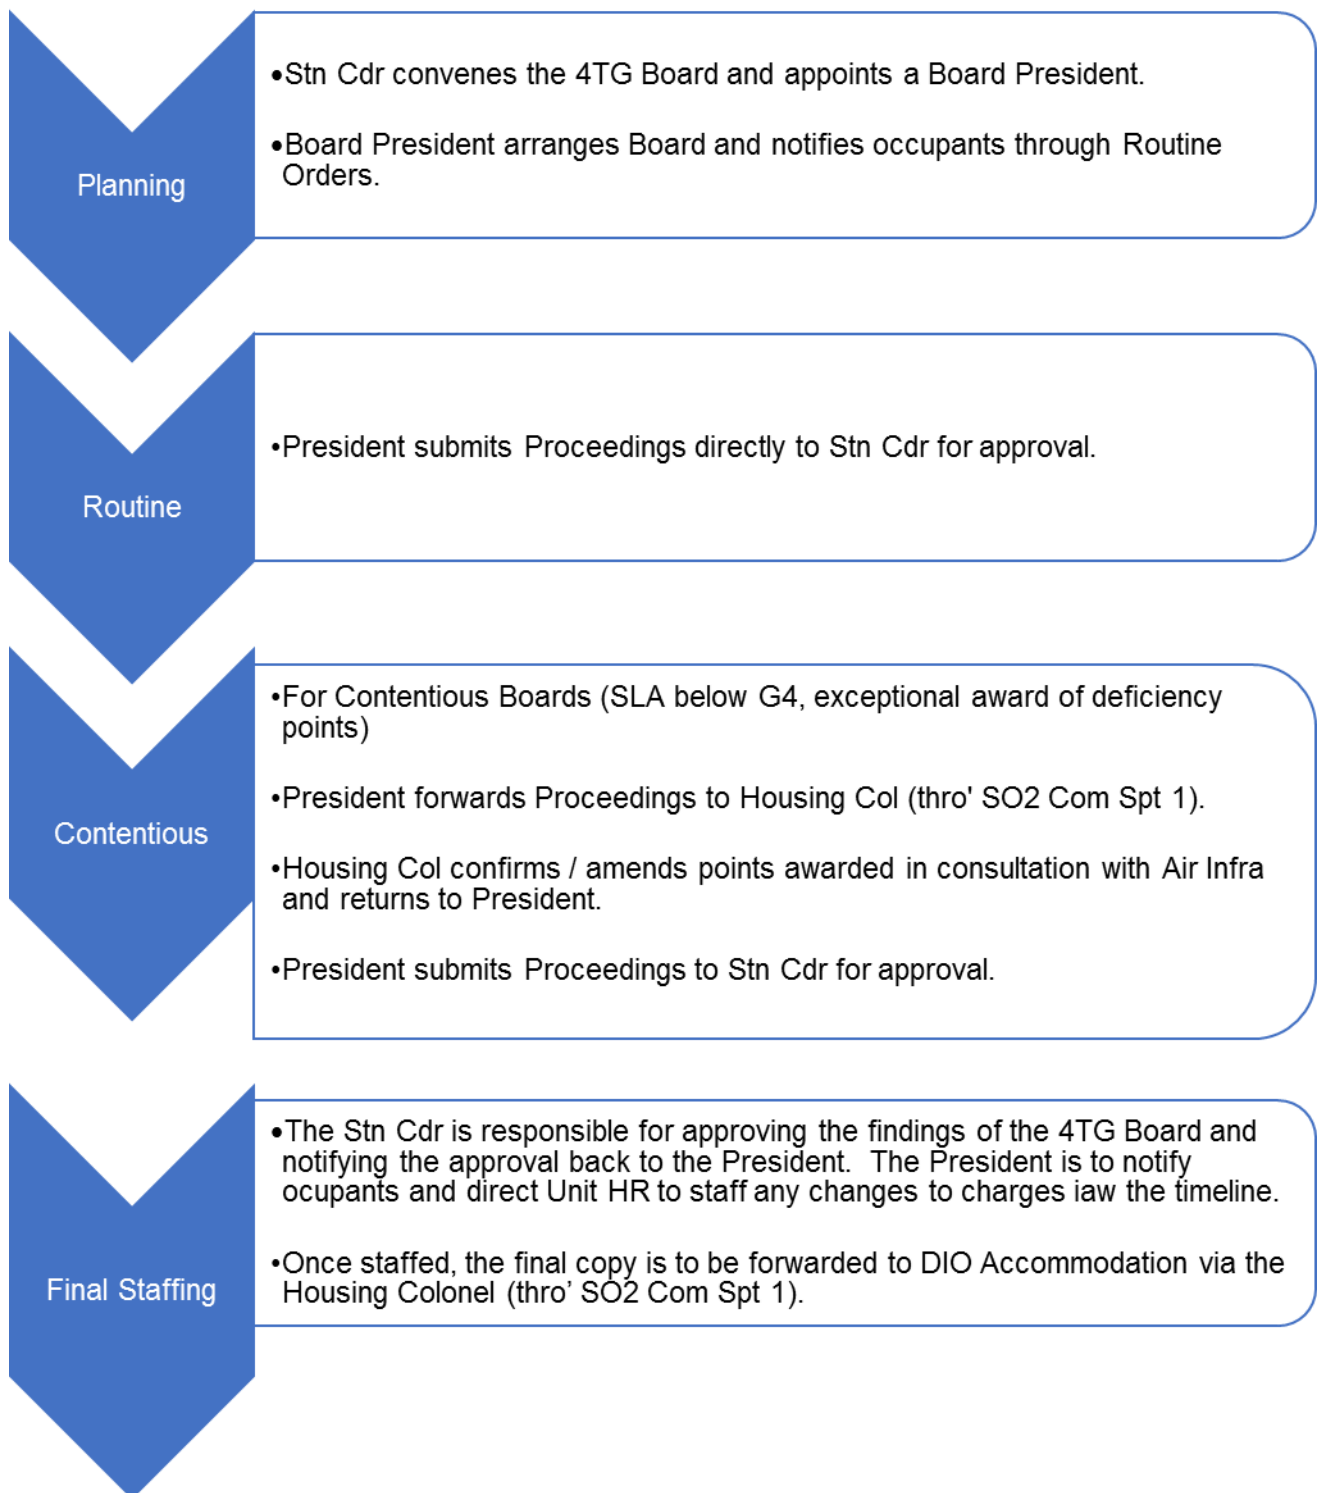 Planning
•Stn Cdr convenes the 4TG Board and appoints a Board President.
•Board President arranges Board and notifies occupants through Routine
Orders.
Routine
•President submits Proceedings directly to Stn Cdr for approval.
Contentious
•For Contentious Boards (SLA below G4, exceptional award of deficiency
points)
•President forwards Proceedings to Housing Col (thro' SO2 Com Spt 1).
•Housing Col confirms / amends points awarded in consultation with Air Infra
and returns to President.
•President submits Proceedings to Stn Cdr for approval.
Final Staffing
•The Stn Cdr is responsible for approving the findings of the 4TG Board and
notifying the approval back to the President.  The President is to notify
ocupants and direct Unit HR to staff any changes to charges iaw the timeline.
•Once staffed, the final copy is to be forwarded to DIO Accommodation via the
Housing Colonel (thro’ SO2 Com Spt 1).